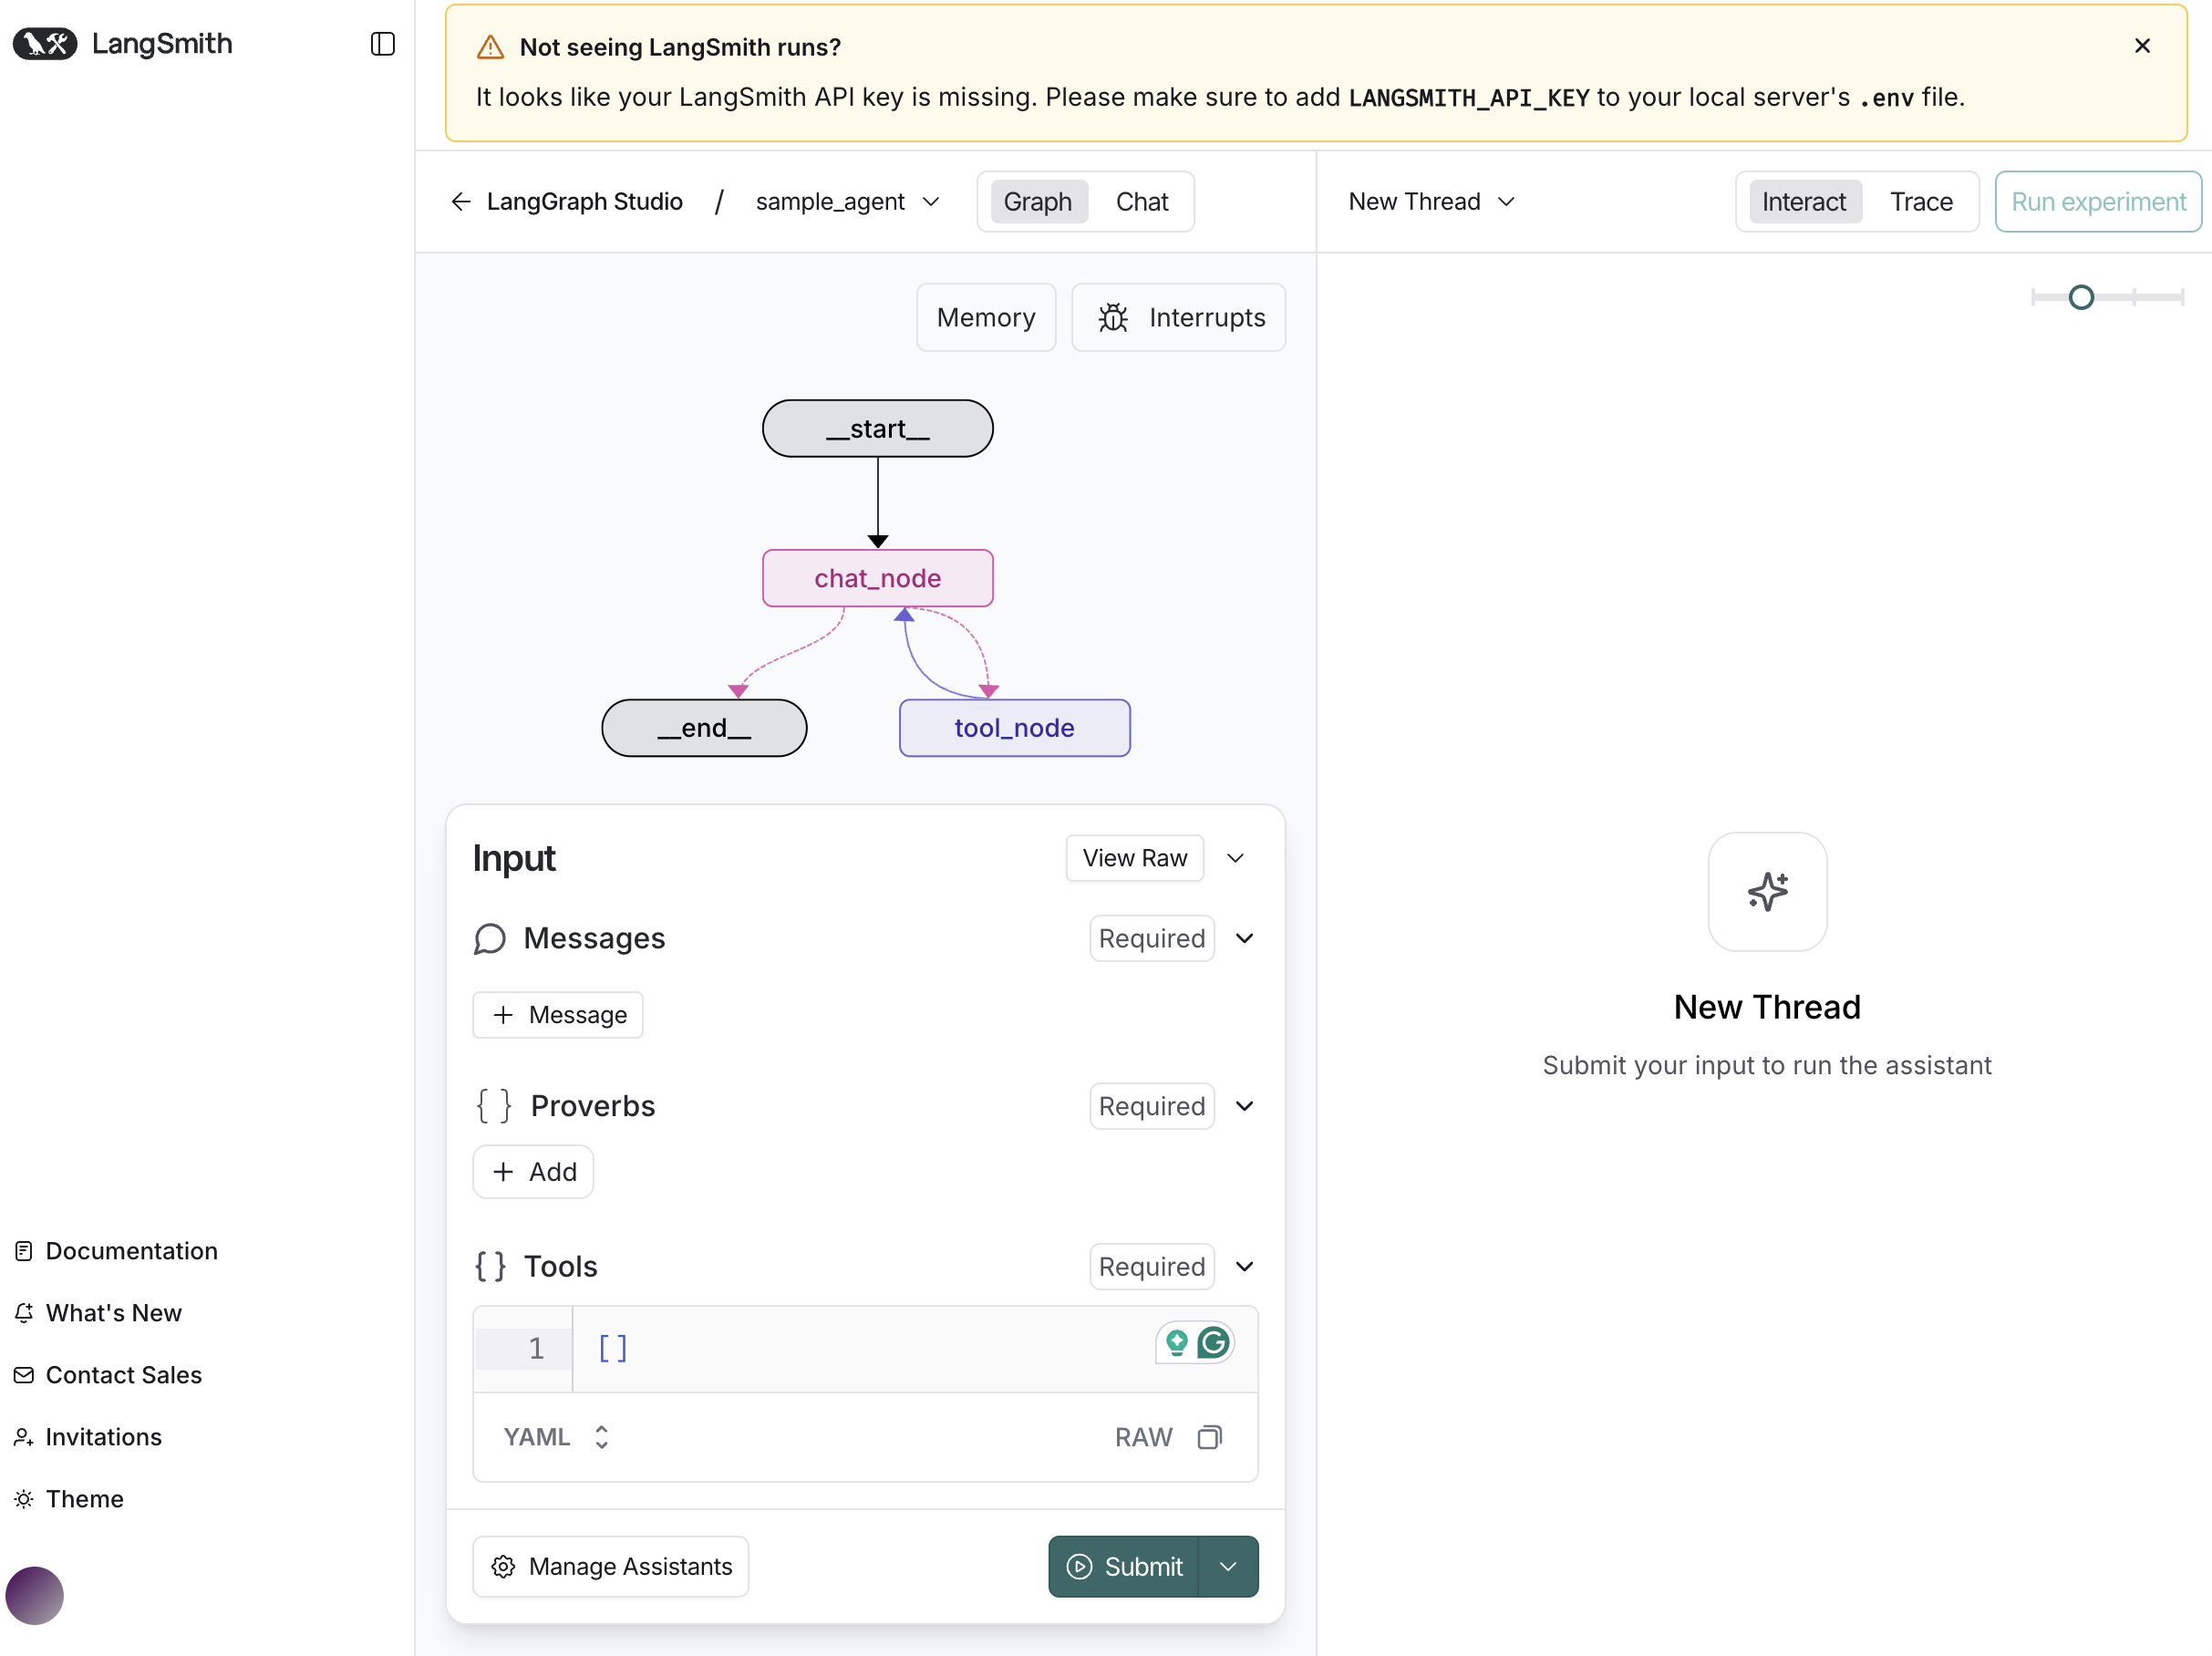 LangSmith
Not seeing LangSmith runs?
It looks like your LangSmith API key is missing. Please make sure to add LANGSMITH_API_KEY to your local server's .env file.
LangGraph Studio / sample_agent
Graph Chat
New Thread
Interact Trace
Run experiment
Memory
Interrupts
__start__
chat_node
__end__
tool_node
Input
View Raw
Messages
Required
+ Message
{ } Proverbs
Required
+ Add
{ } Tools
Required
1 []
YAML
RAW
Manage Assistants
Submit
New Thread
Submit your input to run the assistant
Documentation
What's New
Contact Sales
Invitations
Theme